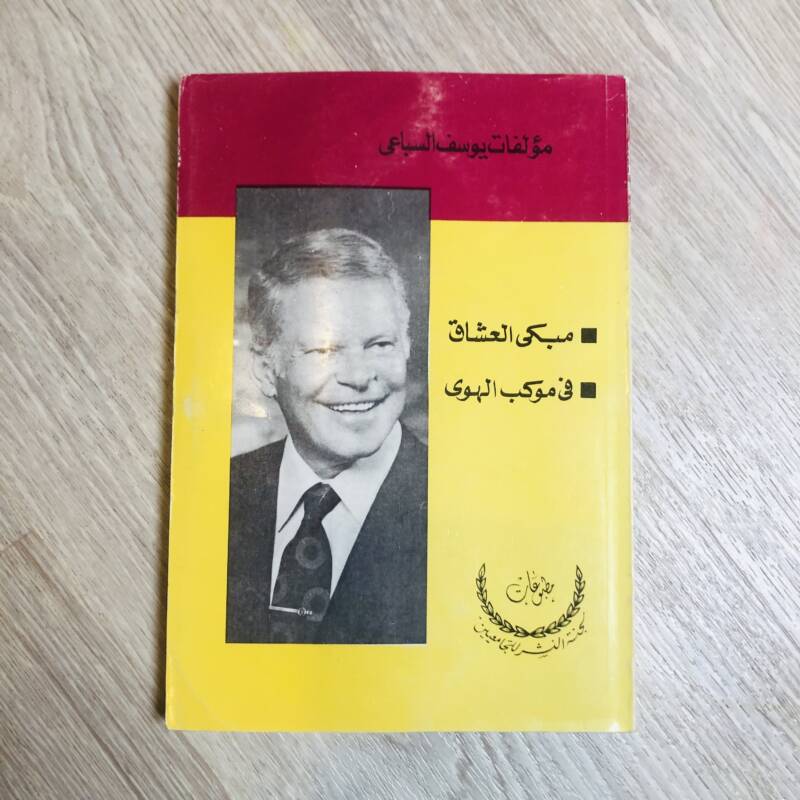 مؤلفات يوسف السباعى
■ مبكى العشاق
■ فى موكب الهوى
مطبوعات
لجنة النشر للجامعيين